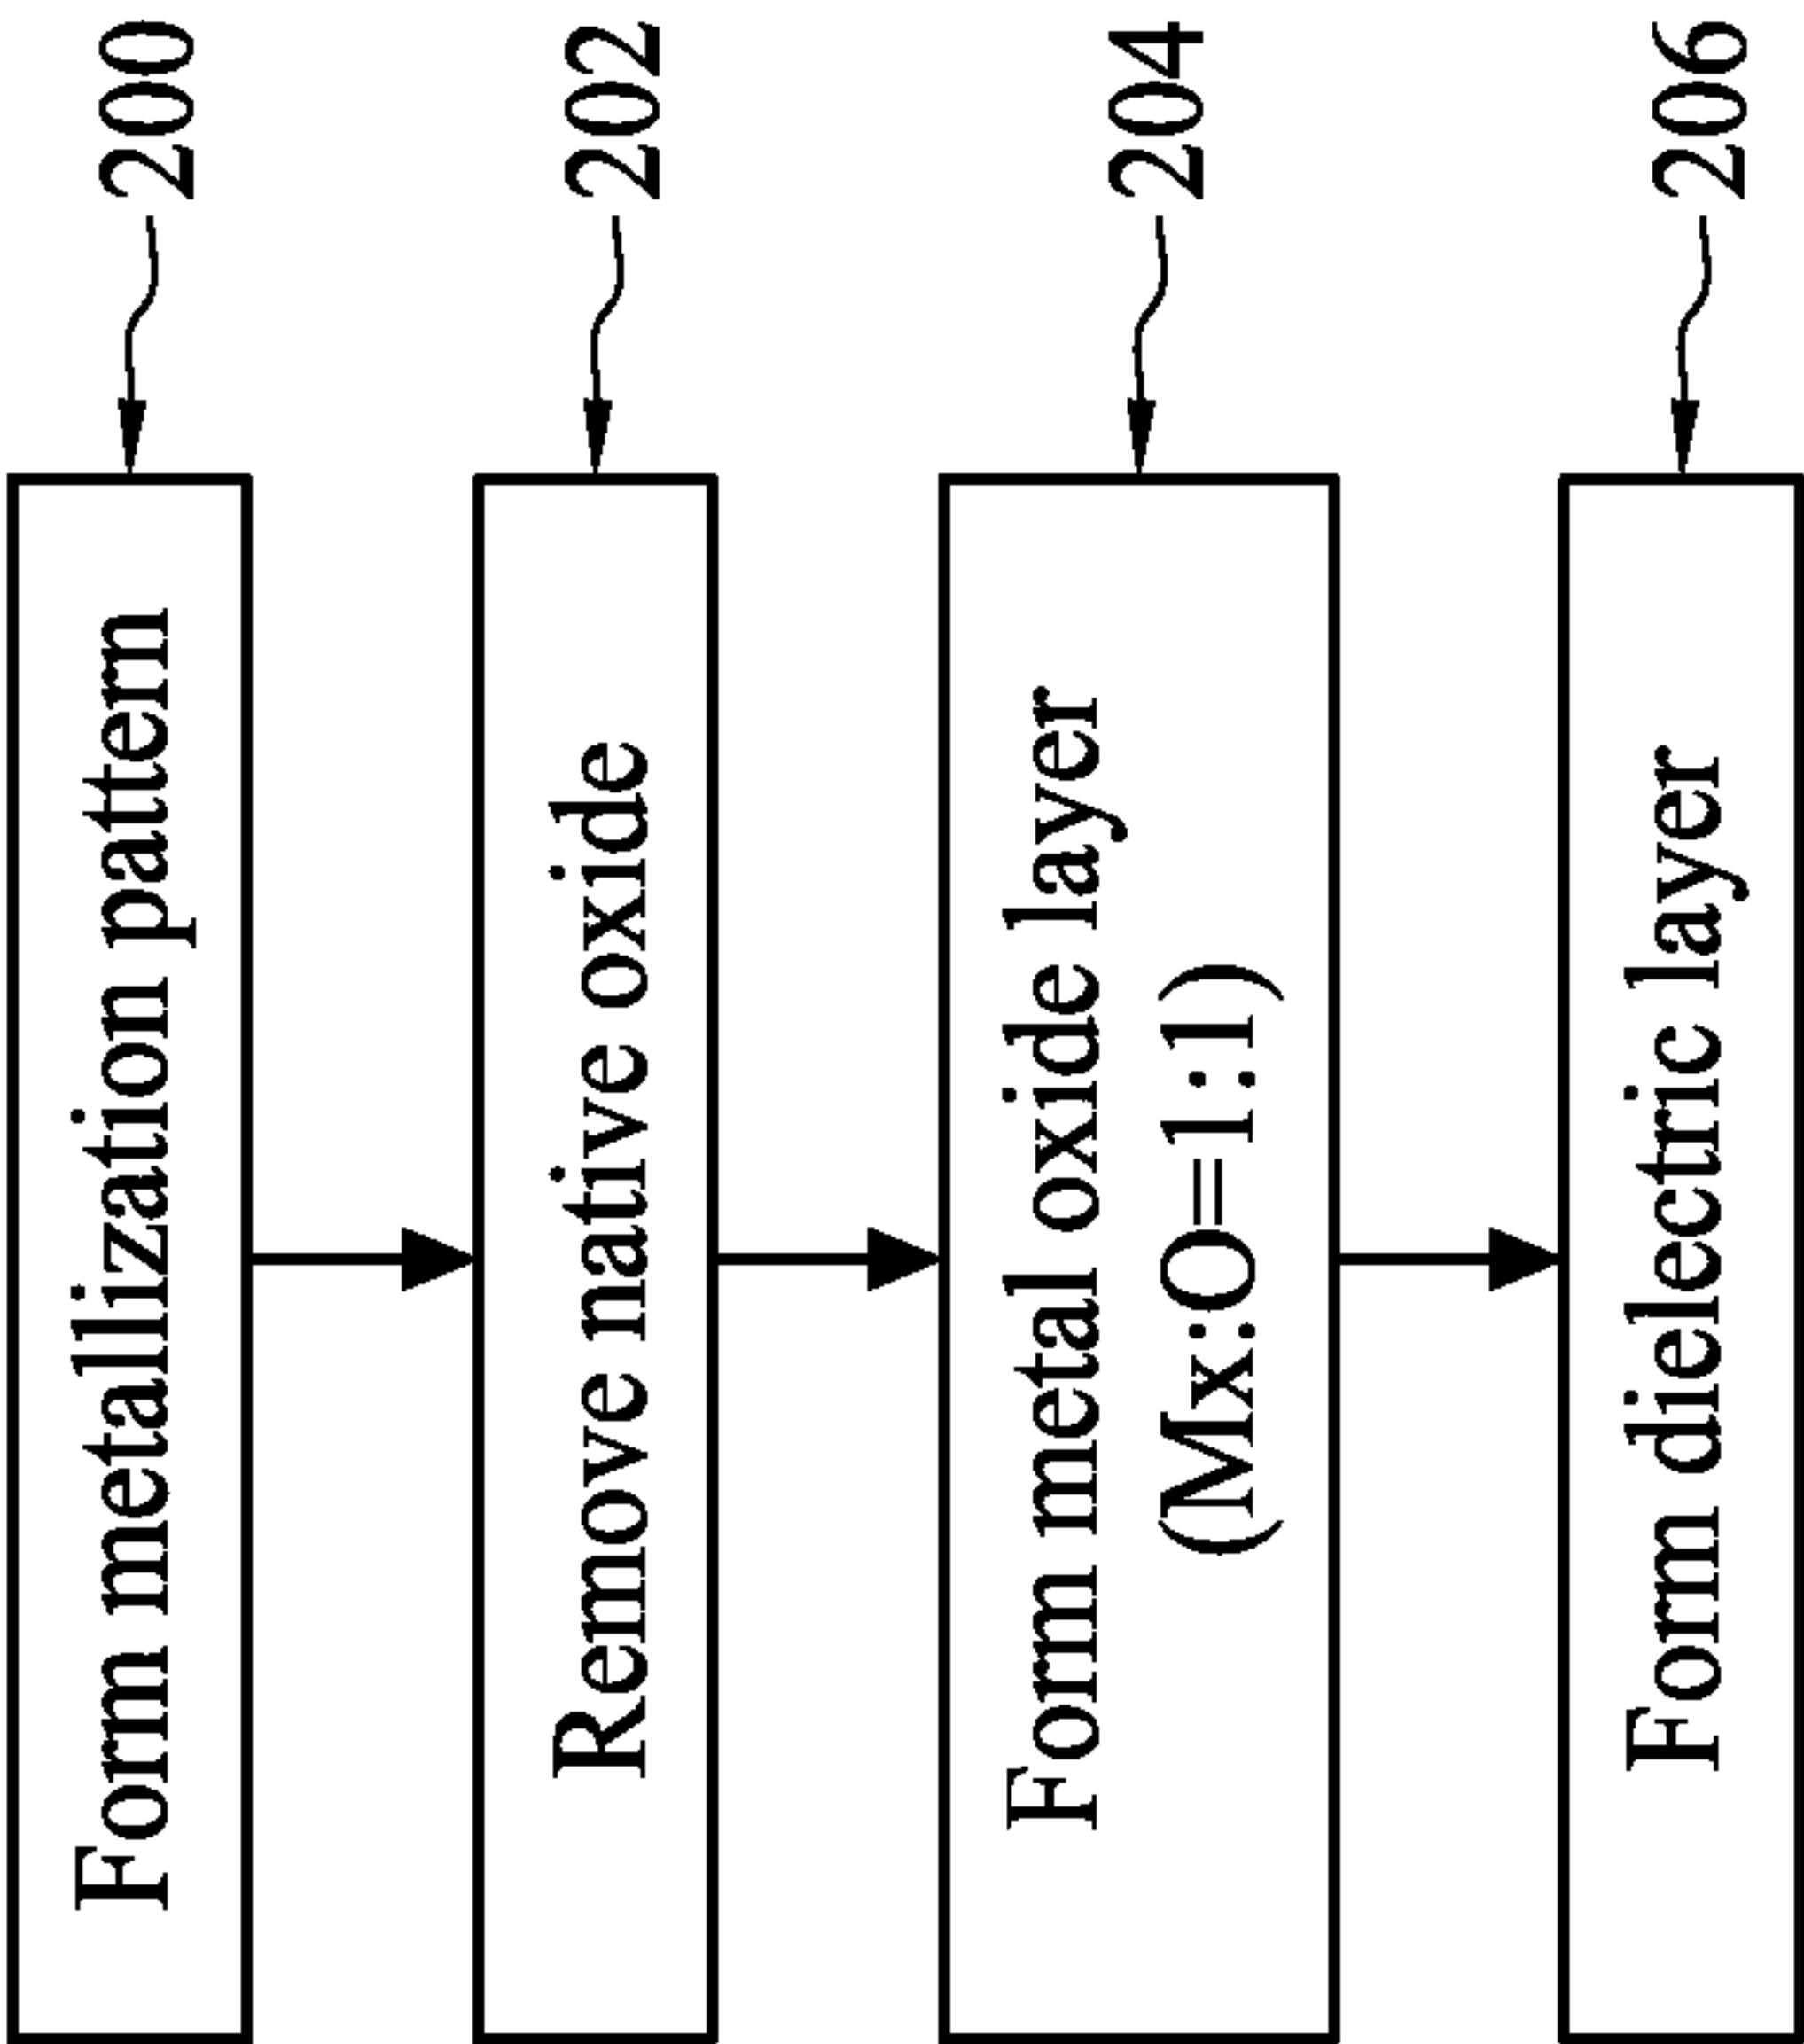 Form metallization pattern
200
Remove native oxide
202
Form metal oxide layer
(Mx:O=1:1)
204
Form dielectric layer
206